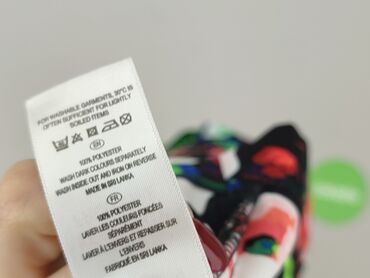 FOR WASHABLE GARMENTS, 30°C IS
OFTEN SUFFICIENT FOR LIGHTLY
SOILED ITEMS
EN
100% POLYESTER
WASH DARK COLOURS SEPARATELY
WASH INSIDE OUT AND IRON ON REVERSE
MADE IN SRI LANKA
FR
100% POLYESTER
LAVER LES COULEURS FONCÉES
SÉPARÉMENT
LAVER À L'ENVERS ET REPASSER SUR
L'ENVERS
FABRIQUÉ EN SRI LANKA